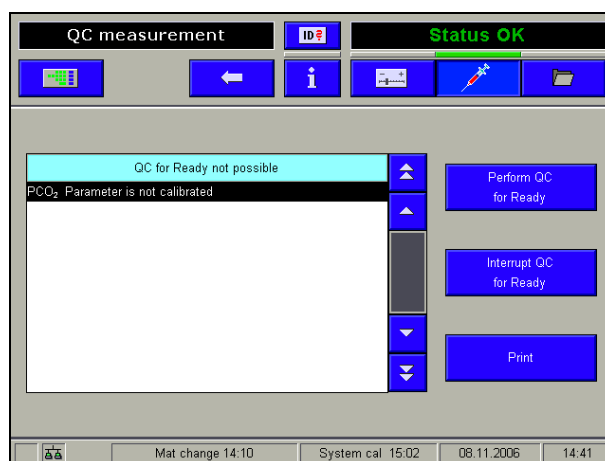 QC measurement
ID?
Status OK
i
- +
QC for Ready not possible
PCO₂ Parameter is not calibrated
Perform QC
for Ready
Interrupt QC
for Ready
Print
Mat change 14:10
System cal 15:02
08.11.2006
14:41